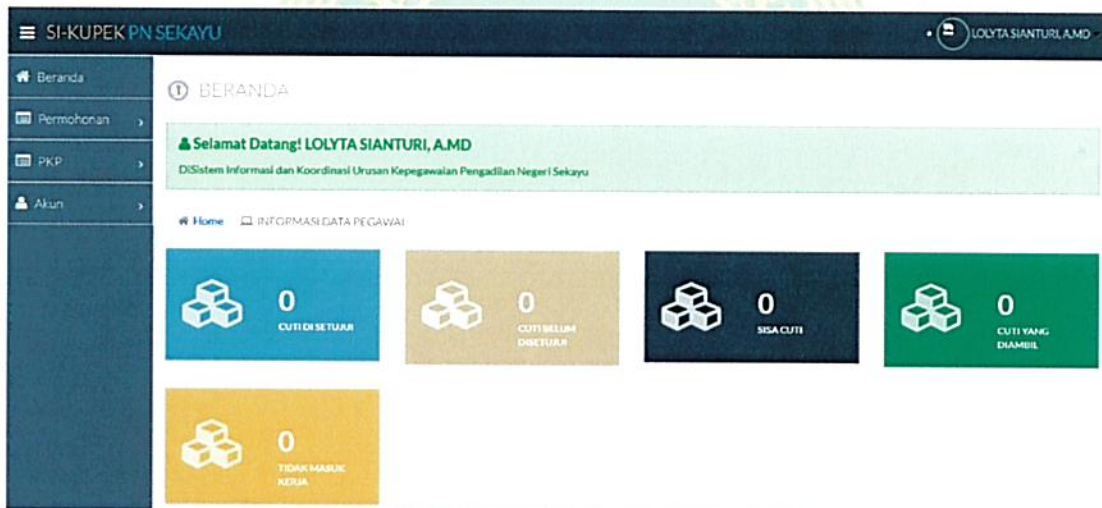 SI-KUPEK PN SEKAYU
LOLYTA SIANTURI, A.MD
Beranda
Permohonan
PKP
Akun
BERANDA
Selamat Datang! LOLYTA SIANTURI, A.MD
DiSistem Informasi dan Koordinasi Urusan Kepegawaian Pengadilan Negeri Sekayu
Home INFORMASI DATA PEGAWAI
0
CUTI DI SETUJUI
0
CUTI BELUM
DISETUJUI
0
SISA CUTI
0
CUTI YANG
DIAMBIL
0
TIDAK MASUK
KERJA